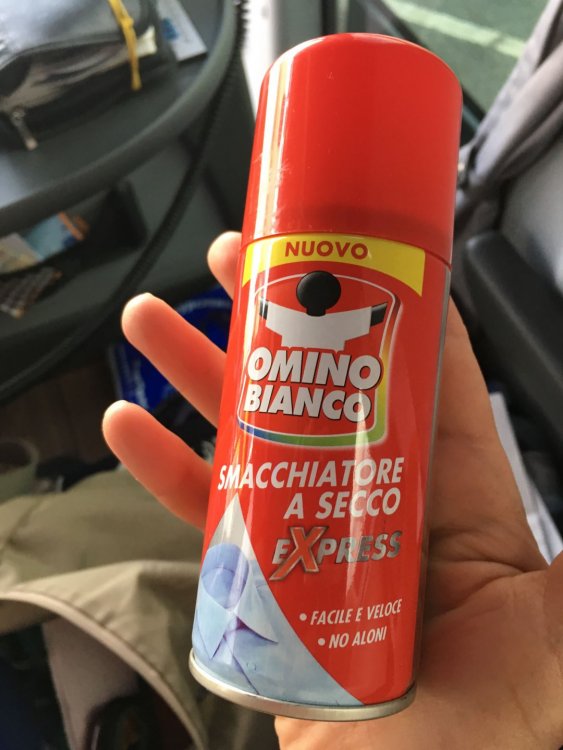 NUOVO
OMINO
BIANCO
SMACCHIATORE
A SECCO
EXPRESS
• FACILE E VELOCE
• NO ALONI